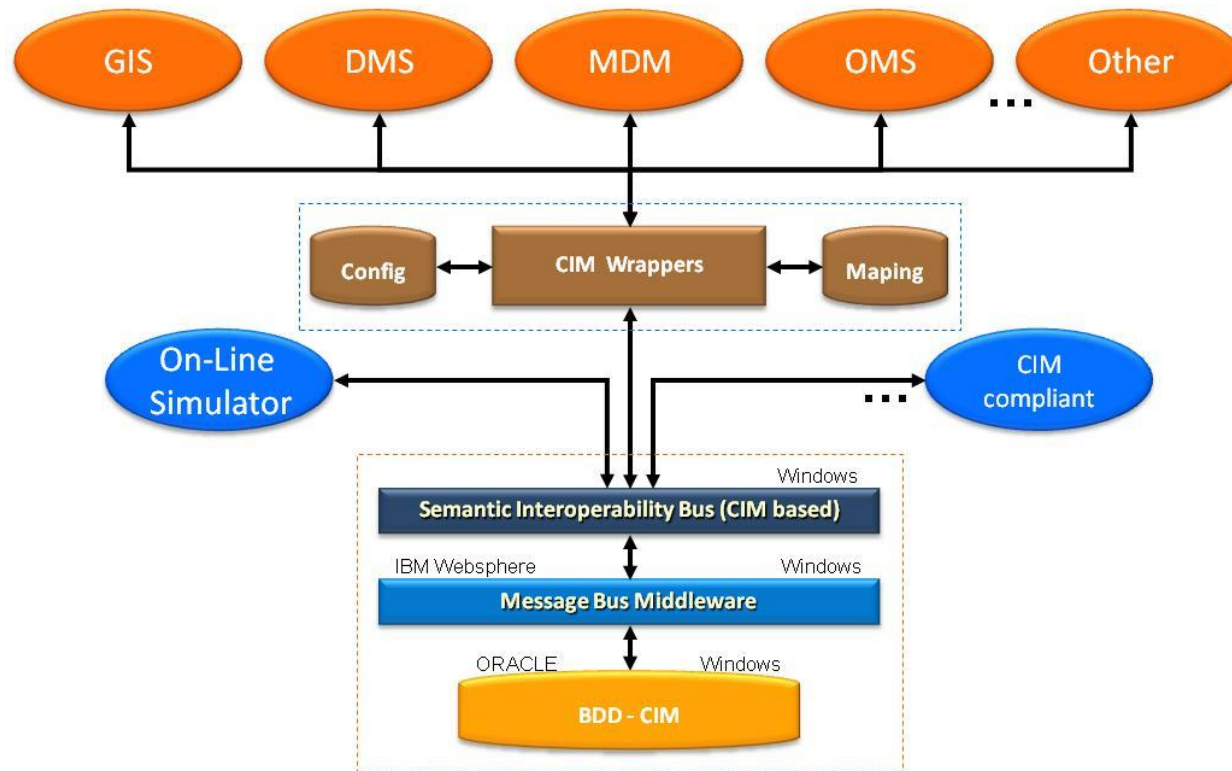 GIS
DMS
MDM
OMS
...
Other
Config
CIM Wrappers
Maping
On-Line
Simulator
...
CIM
compliant
Windows
Semantic Interoperability Bus (CIM based)
IBM Websphere
Windows
Message Bus Middleware
ORACLE
Windows
BDD - CIM